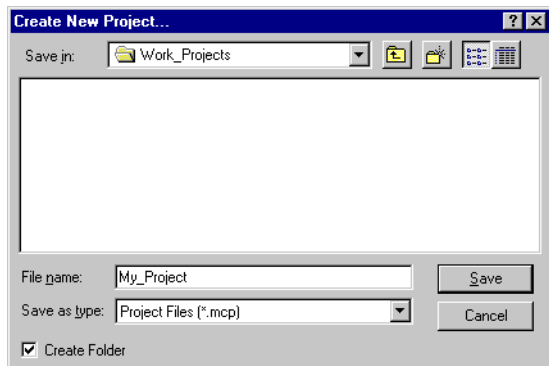 Create New Project...
Save in: Work_Projects
File name: My_Project Save
Save as type: Project Files (*.mcp) Cancel
Create Folder